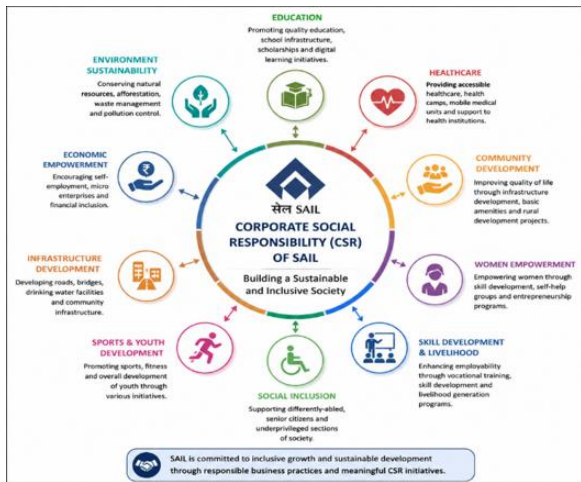 EDUCATION
Promoting quality education,
school infrastructure,
scholarships and digital
learning initiatives.
HEALTHCARE
Providing accessible
healthcare, health
camps, mobile medical
units and support to
health institutions.
COMMUNITY
DEVELOPMENT
Improving quality of life
through infrastructure
development, basic
amenities and rural
development projects.
WOMEN EMPOWERMENT
Empowering women through
skill development, self-help
groups and entrepreneurship
programs.
SKILL DEVELOPMENT
& LIVELIHOOD
Enhancing employability
through vocational training,
skill development and
livelihood generation
programs.
SOCIAL INCLUSION
Supporting differently-abled,
senior citizens and
underprivileged sections
of society.
SPORTS & YOUTH
DEVELOPMENT
Promoting sports, fitness
and overall development
of youth through
various initiatives.
INFRASTRUCTURE
DEVELOPMENT
Developing roads, bridges,
drinking water facilities
and community
infrastructure.
ECONOMIC
EMPOWERMENT
Encouraging self-
employment, micro
enterprises and
financial inclusion.
ENVIRONMENT
SUSTAINABILITY
Conserving natural
resources, afforestation,
waste management
and pollution control.
सेल SAIL
CORPORATE SOCIAL
RESPONSIBILITY (CSR)
OF SAIL
Building a Sustainable
and Inclusive Society
₹
SAIL is committed to inclusive growth and sustainable development
through responsible business practices and meaningful CSR initiatives.